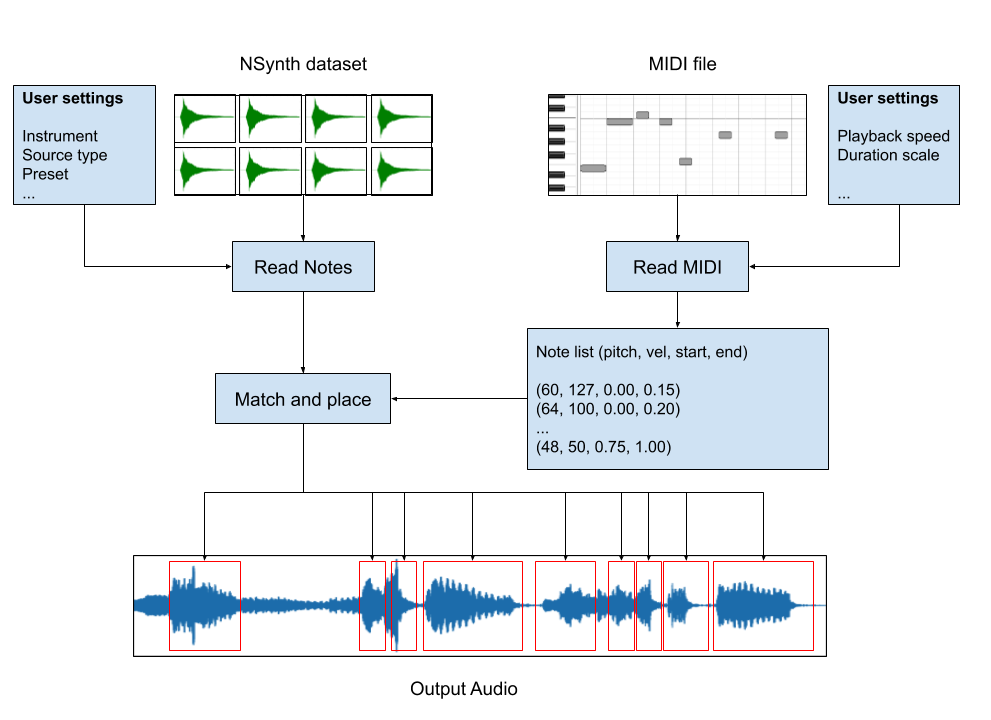 NSynth dataset
MIDI file
User settings
Instrument
Source type
Preset
...
User settings
Playback speed
Duration scale
...
Read Notes
Read MIDI
Note list (pitch, vel, start, end)
(60, 127, 0.00, 0.15)
(64, 100, 0.00, 0.20)
...
(48, 50, 0.75, 1.00)
Match and place
Output Audio